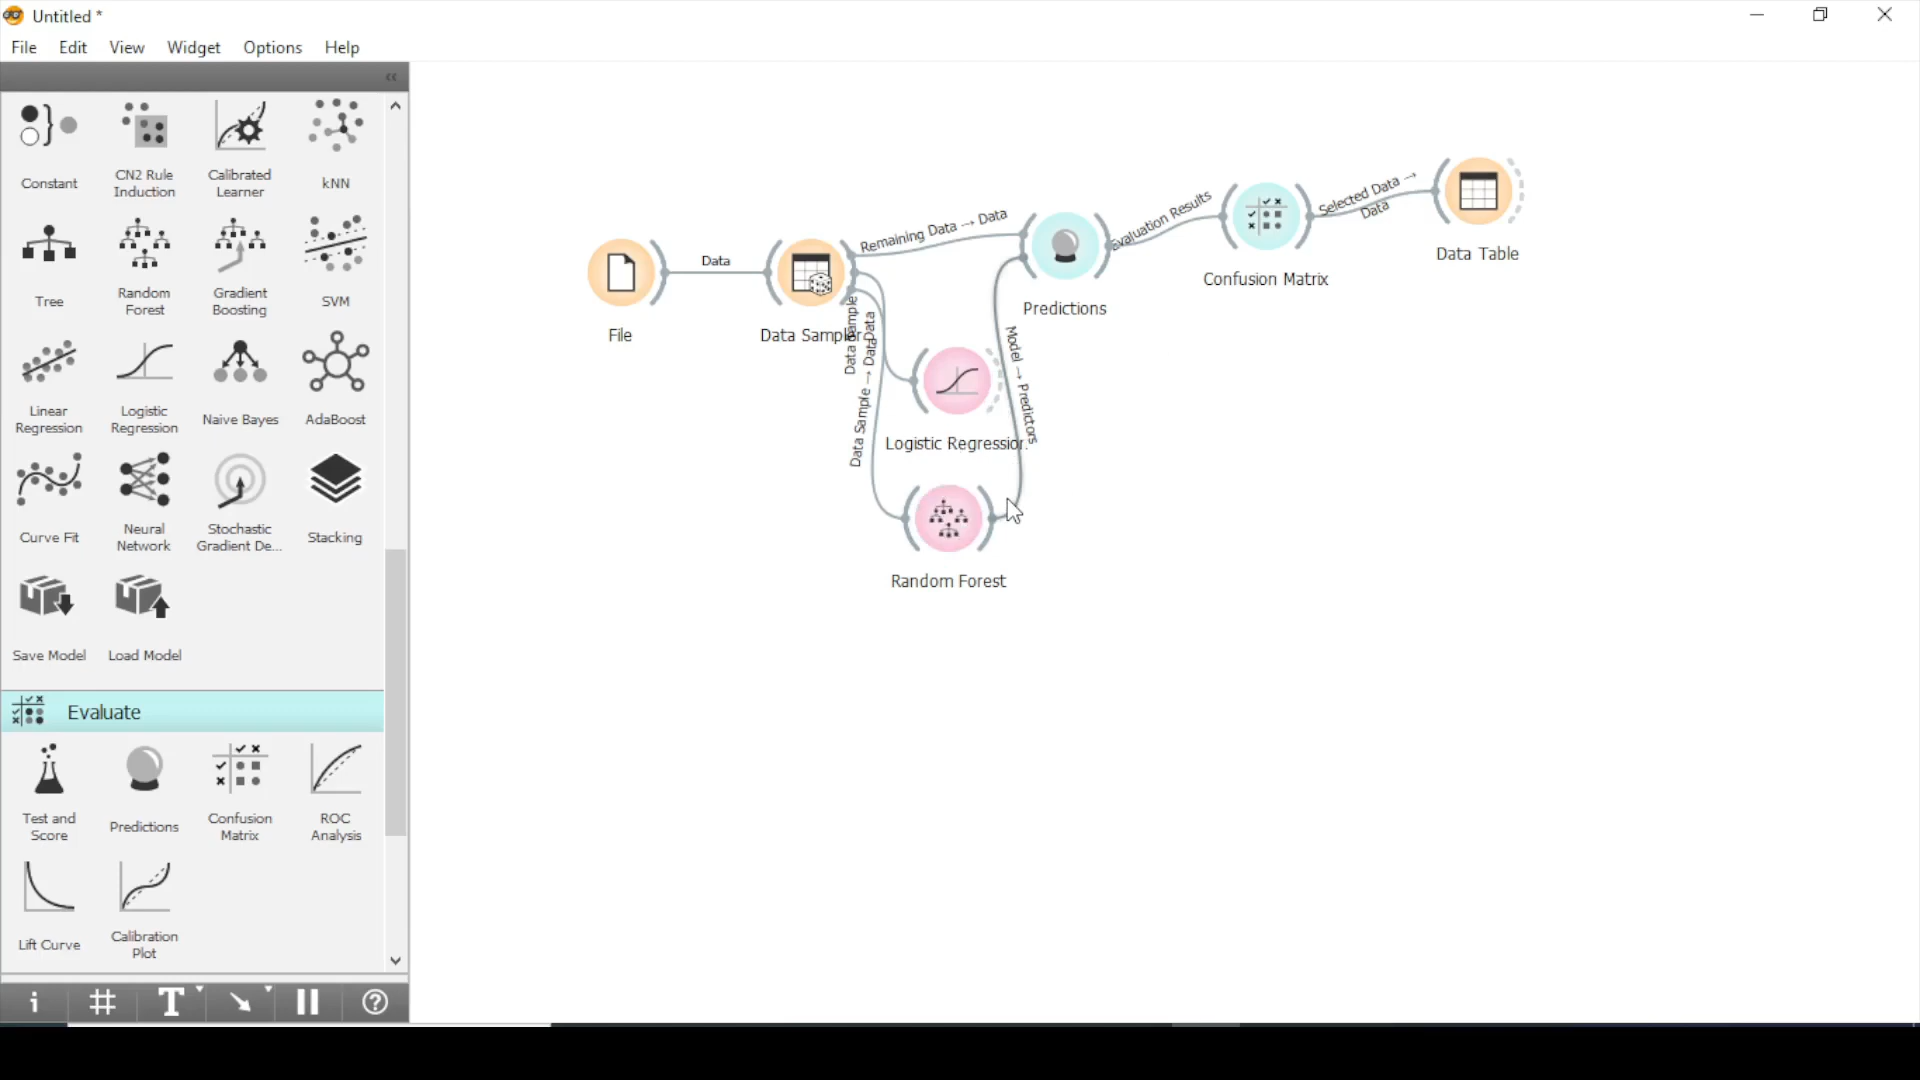 Untitled *
File Edit View Widget Options Help
Constant
CN2 Rule
Induction
Calibrated
Learner
kNN
Tree
Random
Forest
Gradient
Boosting
SVM
Linear
Regression
Logistic
Regression
Naive Bayes
AdaBoost
Curve Fit
Neural
Network
Stochastic
Gradient De...
Stacking
Save Model
Load Model
Evaluate
Test and
Score
Predictions
Confusion
Matrix
ROC
Analysis
Lift Curve
Calibration
Plot
File
Data
Data Sampler
Remaining Data → Data
Data Sample → Data
Data Sample → Data
Logistic Regression
Random Forest
Model → Predictors
Predictions
Evaluation Results
Confusion Matrix
Selected Data →
Data
Data Table